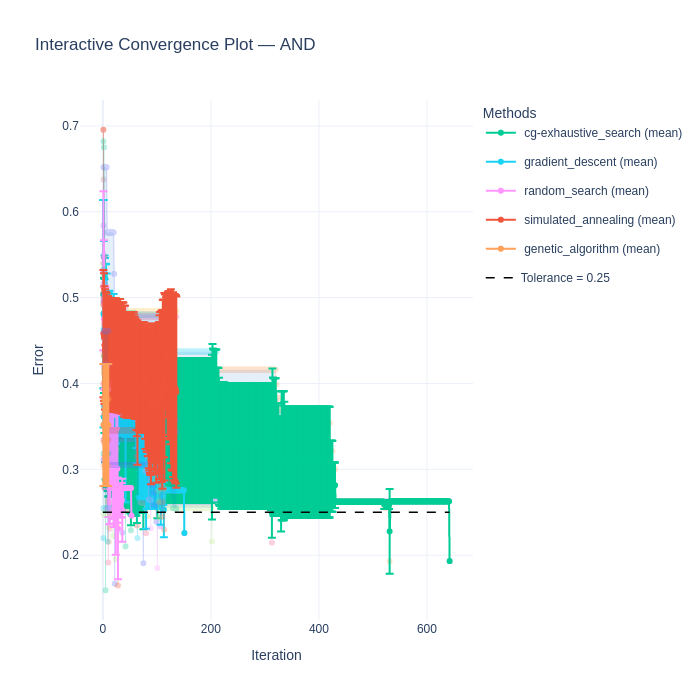 Interactive Convergence Plot — AND
Methods
cg-exhaustive_search (mean)
gradient_descent (mean)
random_search (mean)
simulated_annealing (mean)
genetic_algorithm (mean)
Tolerance = 0.25
0.7
0.6
0.5
0.4
0.3
0.2
Error
0
200
400
600
Iteration